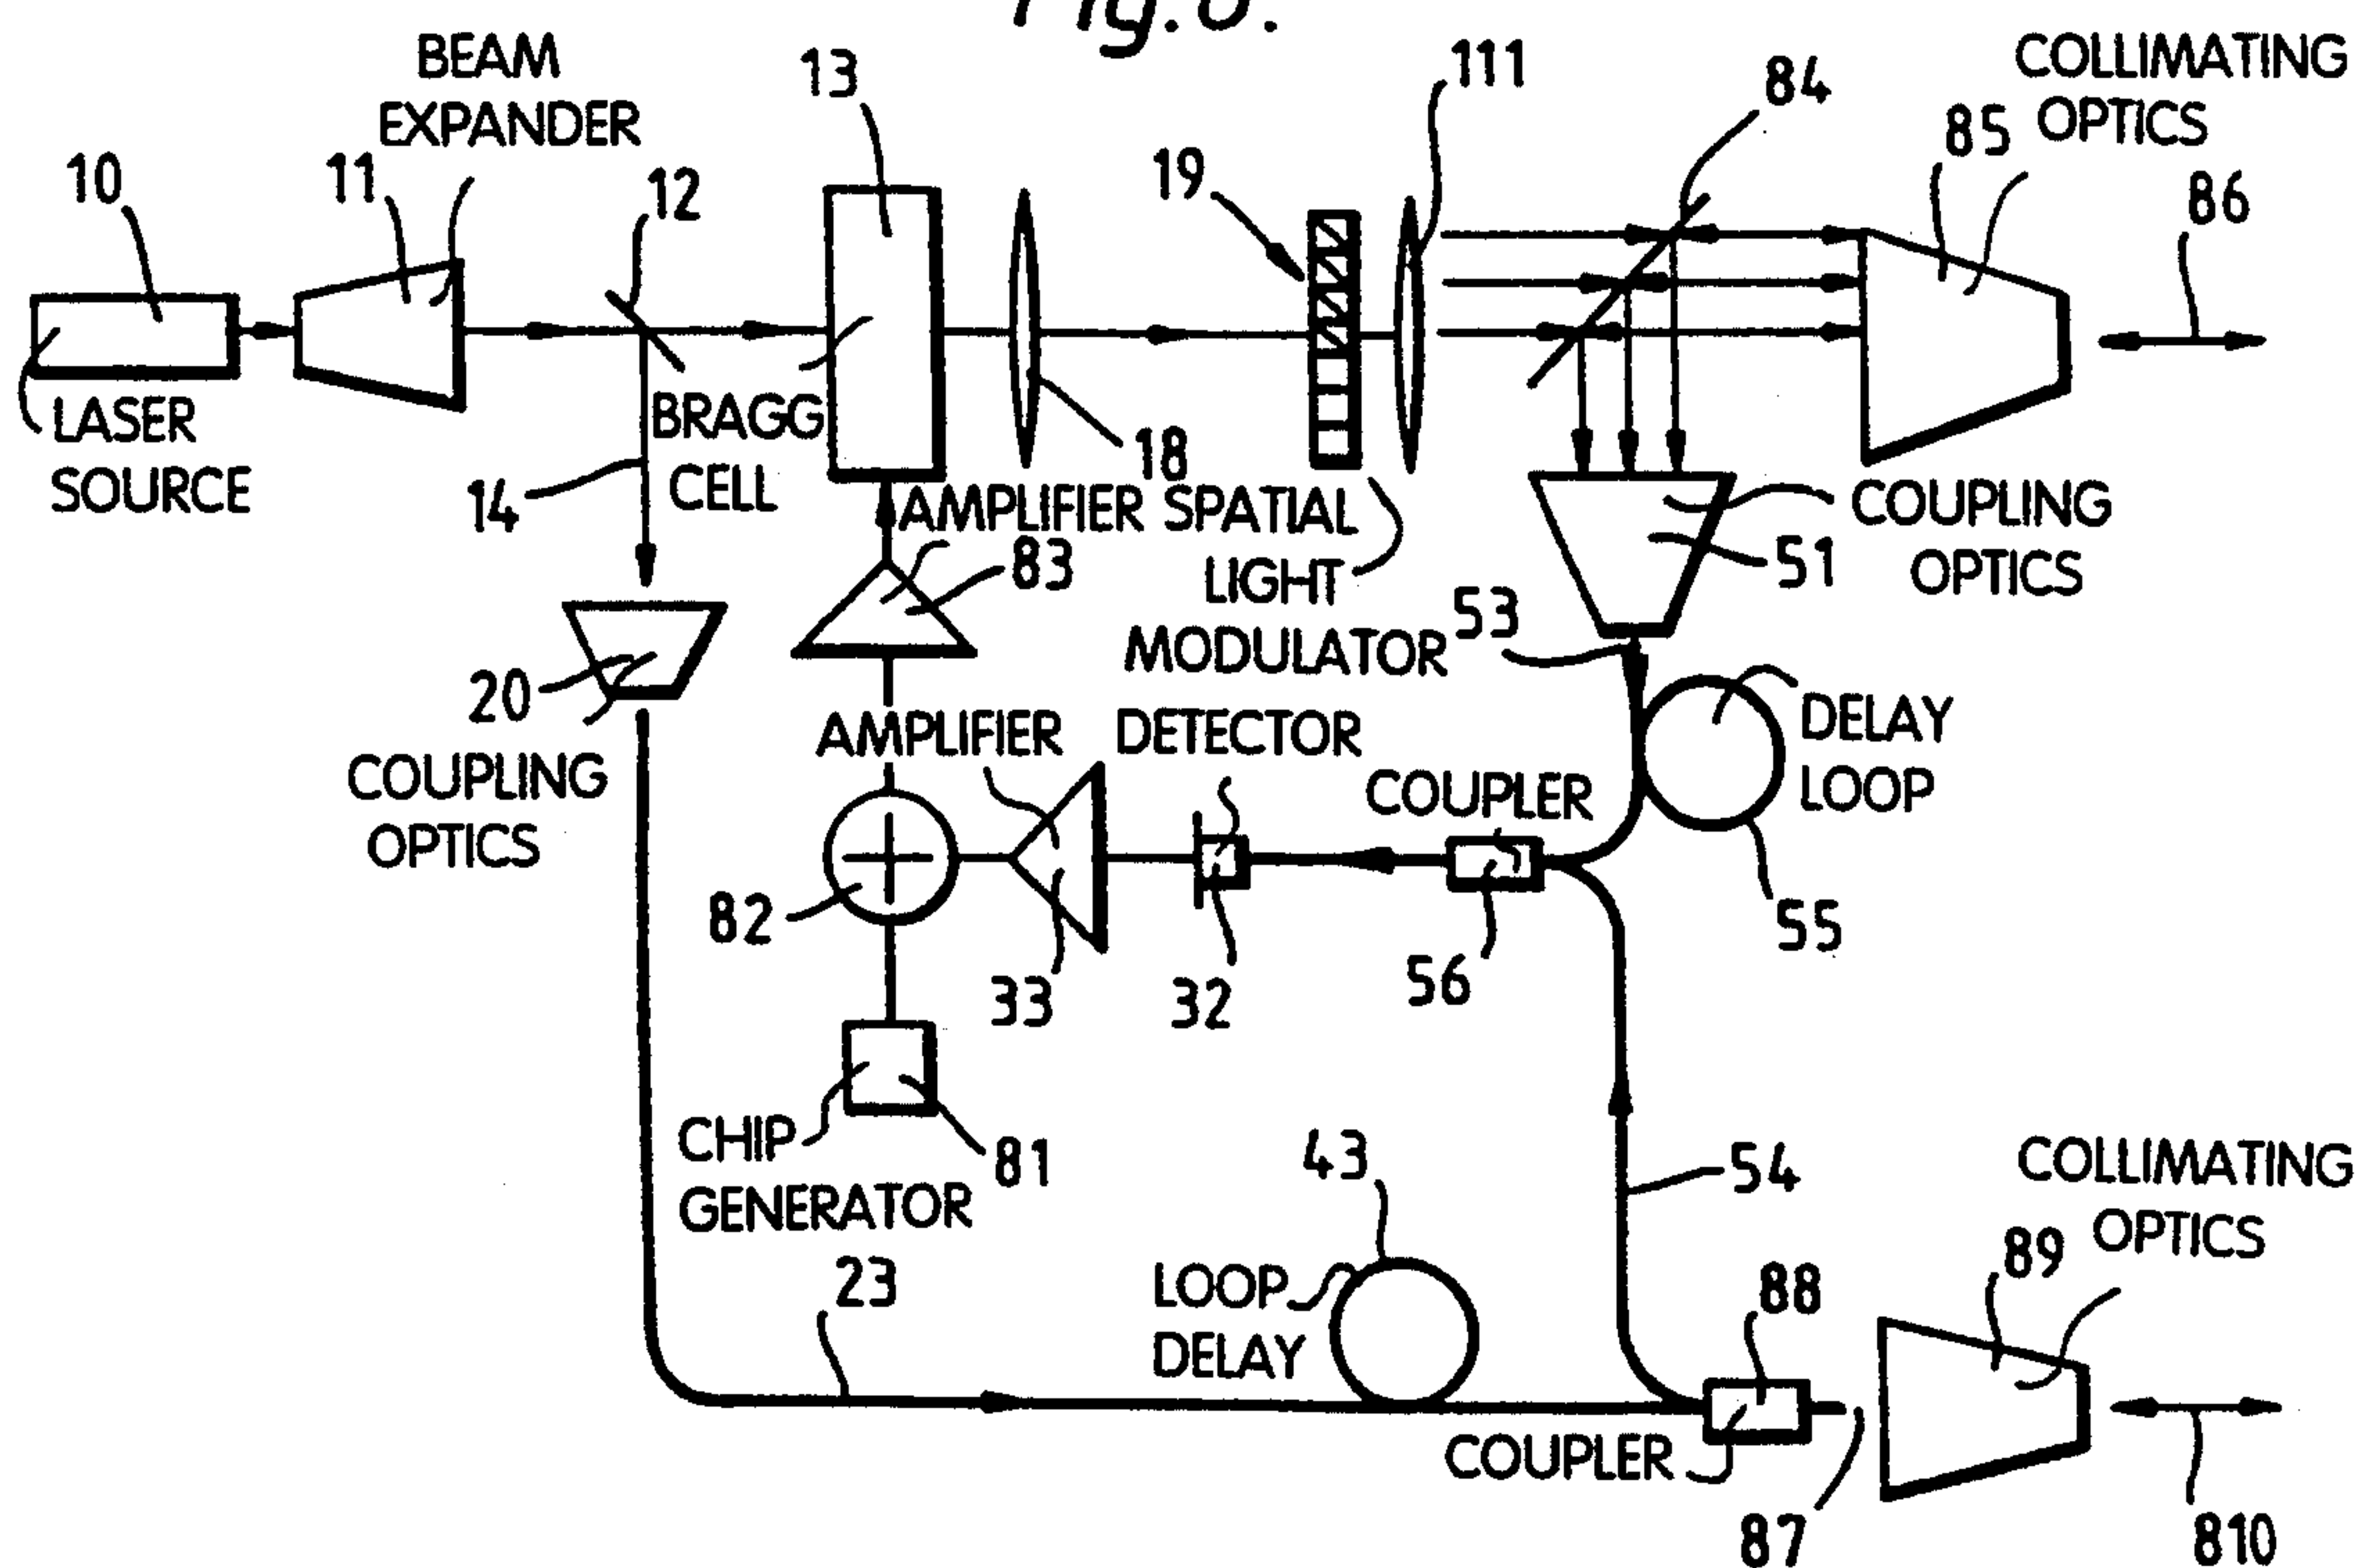 BEAM
EXPANDER
13
111
84
COLLIMATING
OPTICS
85
86
10
11
12
19
LASER
SOURCE
BRAGG
CELL
14
18
AMPLIFIER
SPATIAL
LIGHT
MODULATOR
83
COUPLING
OPTICS
51
53
20
COUPLING
OPTICS
AMPLIFIER
DETECTOR
COUPLER
DELAY
LOOP
82
33
32
56
55
CHIP
GENERATOR
81
43
54
COLLIMATING
OPTICS
89
23
LOOP
DELAY
88
COUPLER
87
810